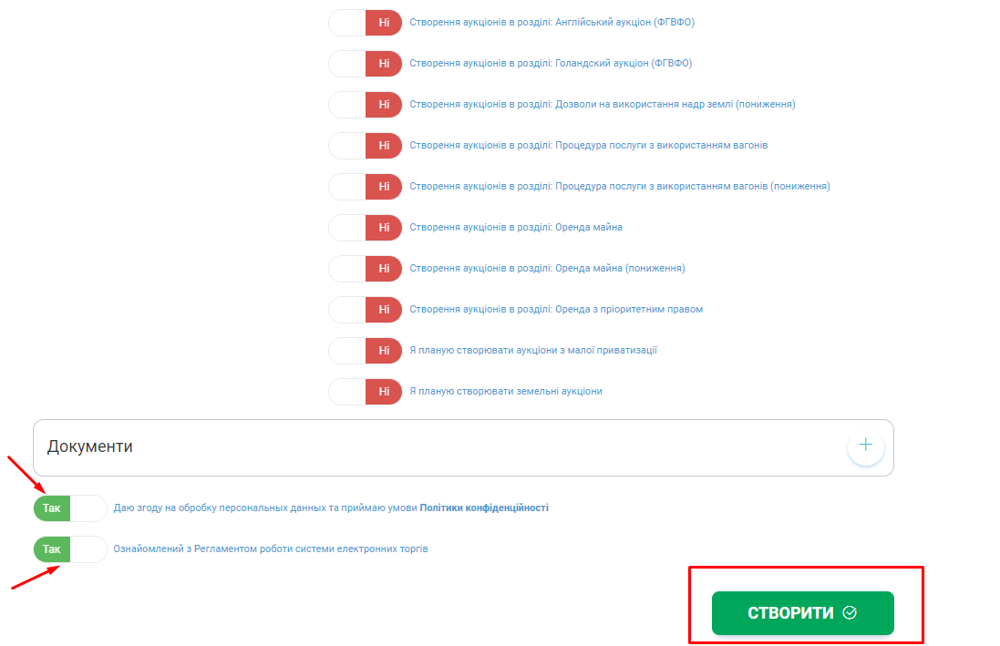 Ні Створення аукціонів в розділі: Англійський аукціон (ФГВФО)
Ні Створення аукціонів в розділі: Голандский аукціон (ФГВФО)
Ні Створення аукціонів в розділі: Дозволи на використання надр землі (пониження)
Ні Створення аукціонів в розділі: Процедура послуги з використанням вагонів
Ні Створення аукціонів в розділі: Процедура послуги з використанням вагонів (пониження)
Ні Створення аукціонів в розділі: Оренда майна
Ні Створення аукціонів в розділі: Оренда майна (пониження)
Ні Створення аукціонів в розділі: Оренда з пріоритетним правом
Ні Я планую створювати аукціони з малої приватизації
Ні Я планую створювати земельні аукціони
Документи
Так Даю згоду на обробку персональных данных та приймаю умови Політики конфіденційності
Так Ознайомлений з Регламентом роботи системи електронних торгів
СТВОРИТИ